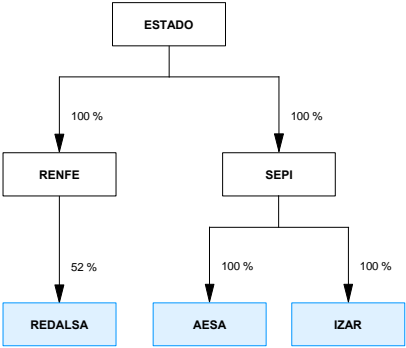 ESTADO
100 %
100 %
RENFE
SEPI
52 %
100 %
100 %
REDALSA
AESA
IZAR